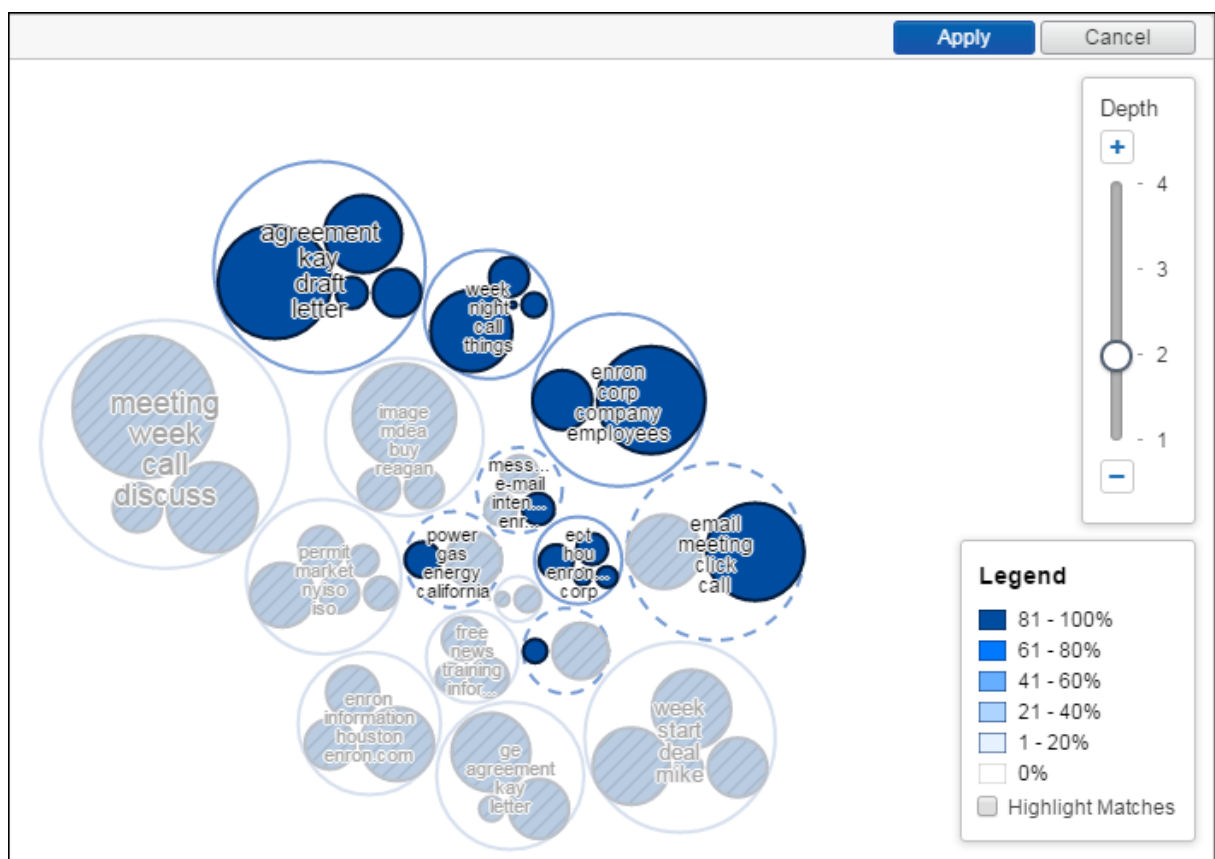 Apply
Cancel
Depth
+
4
3
2
1
−
agreement
kay
draft
letter
week
night
call
things
enron
corp
company
employees
meeting
week
call
discuss
image
mdea
buy
reagan
mess...
e-mail
inten...
enr...
email
meeting
click
call
power
gas
energy
california
ect
hou
enron...
corp
permit
market
nyiso
iso
free
news
training
infor...
enron
information
houston
enron.com
ge
agreement
kay
letter
week
start
deal
mike
Legend
81 - 100%
61 - 80%
41 - 60%
21 - 40%
1 - 20%
0%
Highlight Matches